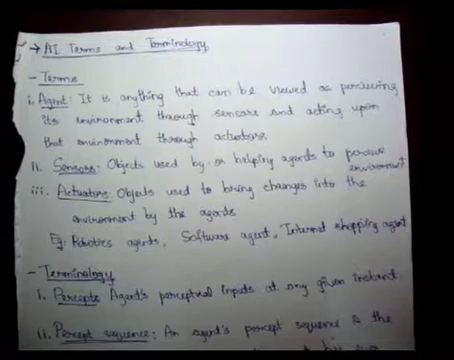 → AI Terms and Terminology
- Terms
i. Agent: It is anything that can be viewed as perceiving
its environment through sensors and acting upon
that environment through actuators
ii. Sensors: Objects used by or helping agents to perceive
environment
iii. Actuators: Objects used to bring changes into the
environment by the agents
Eg: Robotics agents, Software agent, Internet shopping agent
- Terminology
i. Percepts Agent's perceptual inputs at any given instant
ii. Percept sequence: An agent's percept sequence is the